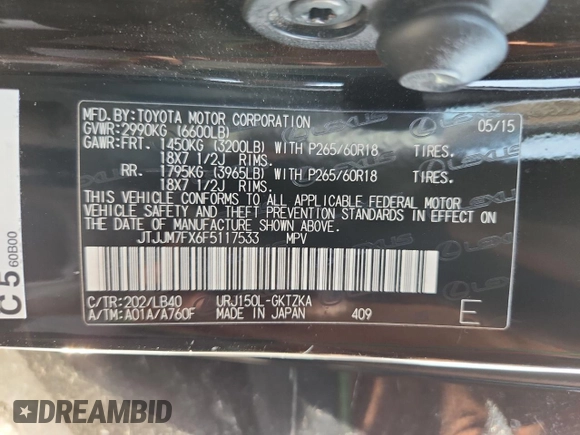 MFD.BY:TOYOTA MOTOR CORPORATION 05/15
GVWR:2990KG (6600LB)
GAWR:FRT. 1450KG (3200LB) WITH P265/60R18 TIRES.
18X7 1/2J RIMS.
RR. 1795KG (3965LB) WITH P265/60R18 TIRES.
18X7 1/2J RIMS.
THIS VEHICLE CONFORMS TO ALL APPLICABLE FEDERAL MOTOR
VEHICLE SAFETY AND THEFT PREVENTION STANDARDS IN EFFECT ON
THE DATE OF MANUFACTURE SHOWN ABOVE.
JTJJM7FX6F5117533 MPV
C/TR:202/LB40 URJ150L-GKTZKA
A/TM:A01A/A760F MADE IN JAPAN 409 E
C5 60B00
LEXUS
LEXUS
LEXUS
DREAMBID